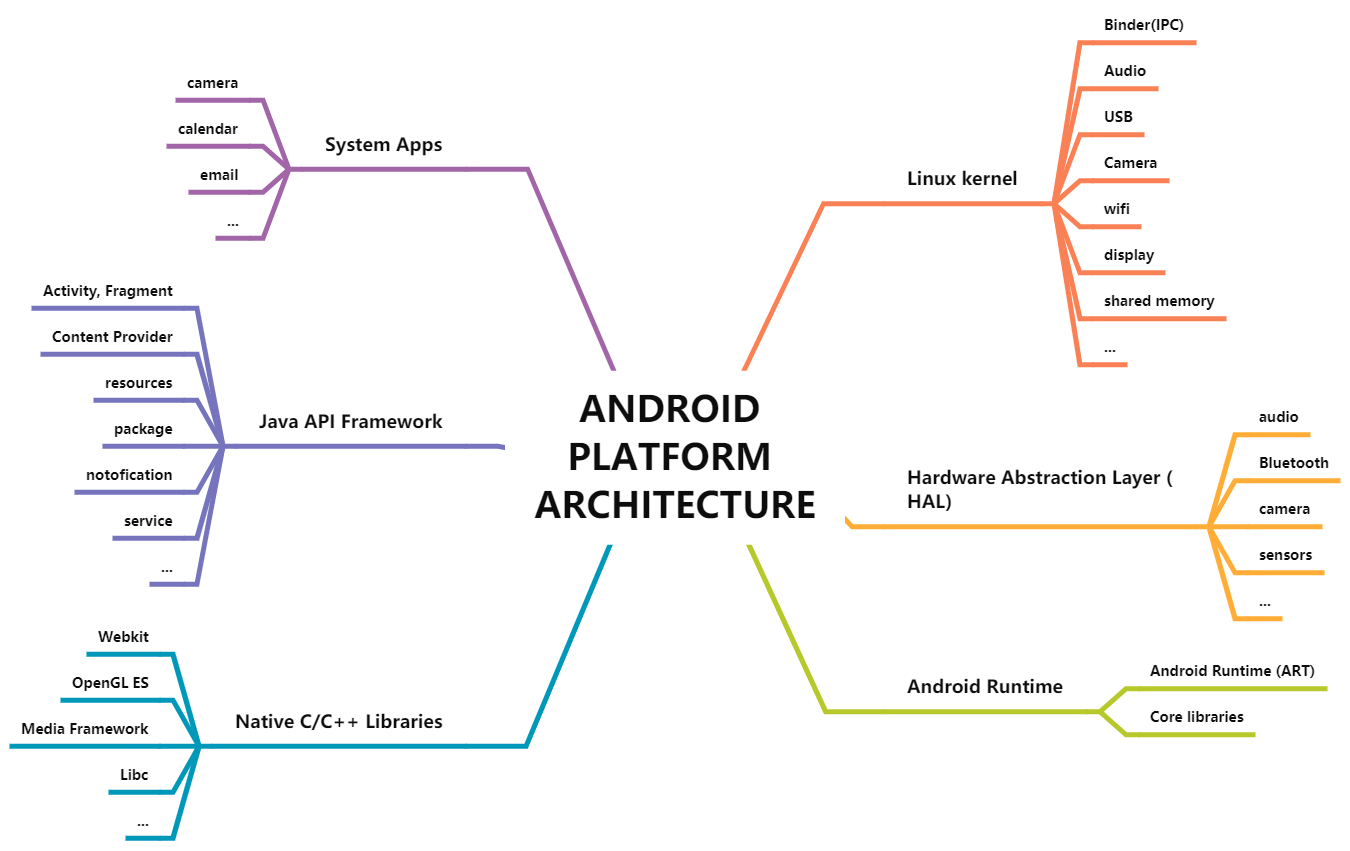 ANDROID
PLATFORM
ARCHITECTURE
Linux kernel
Binder(IPC)
Audio
USB
Camera
wifi
display
shared memory
...
Hardware Abstraction Layer (
HAL)
audio
Bluetooth
camera
sensors
...
Android Runtime
Android Runtime (ART)
Core libraries
System Apps
camera
calendar
email
...
Java API Framework
Activity, Fragment
Content Provider
resources
package
notofication
service
...
Native C/C++ Libraries
Webkit
OpenGL ES
Media Framework
Libc
...